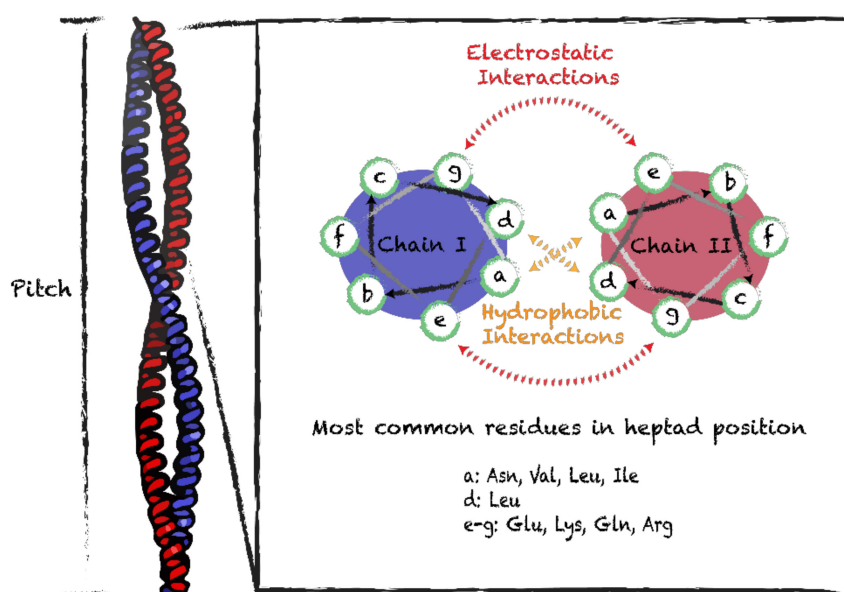 Electrostatic
Interactions
g
c
d
Chain I
f
a
b
e
e
b
a
Chain II
f
d
c
g
Pitch
Hydrophobic
Interactions
Most common residues in heptad position
a: Asn, Val, Leu, Ile
d: Leu
e-g: Glu, Lys, Gln, Arg